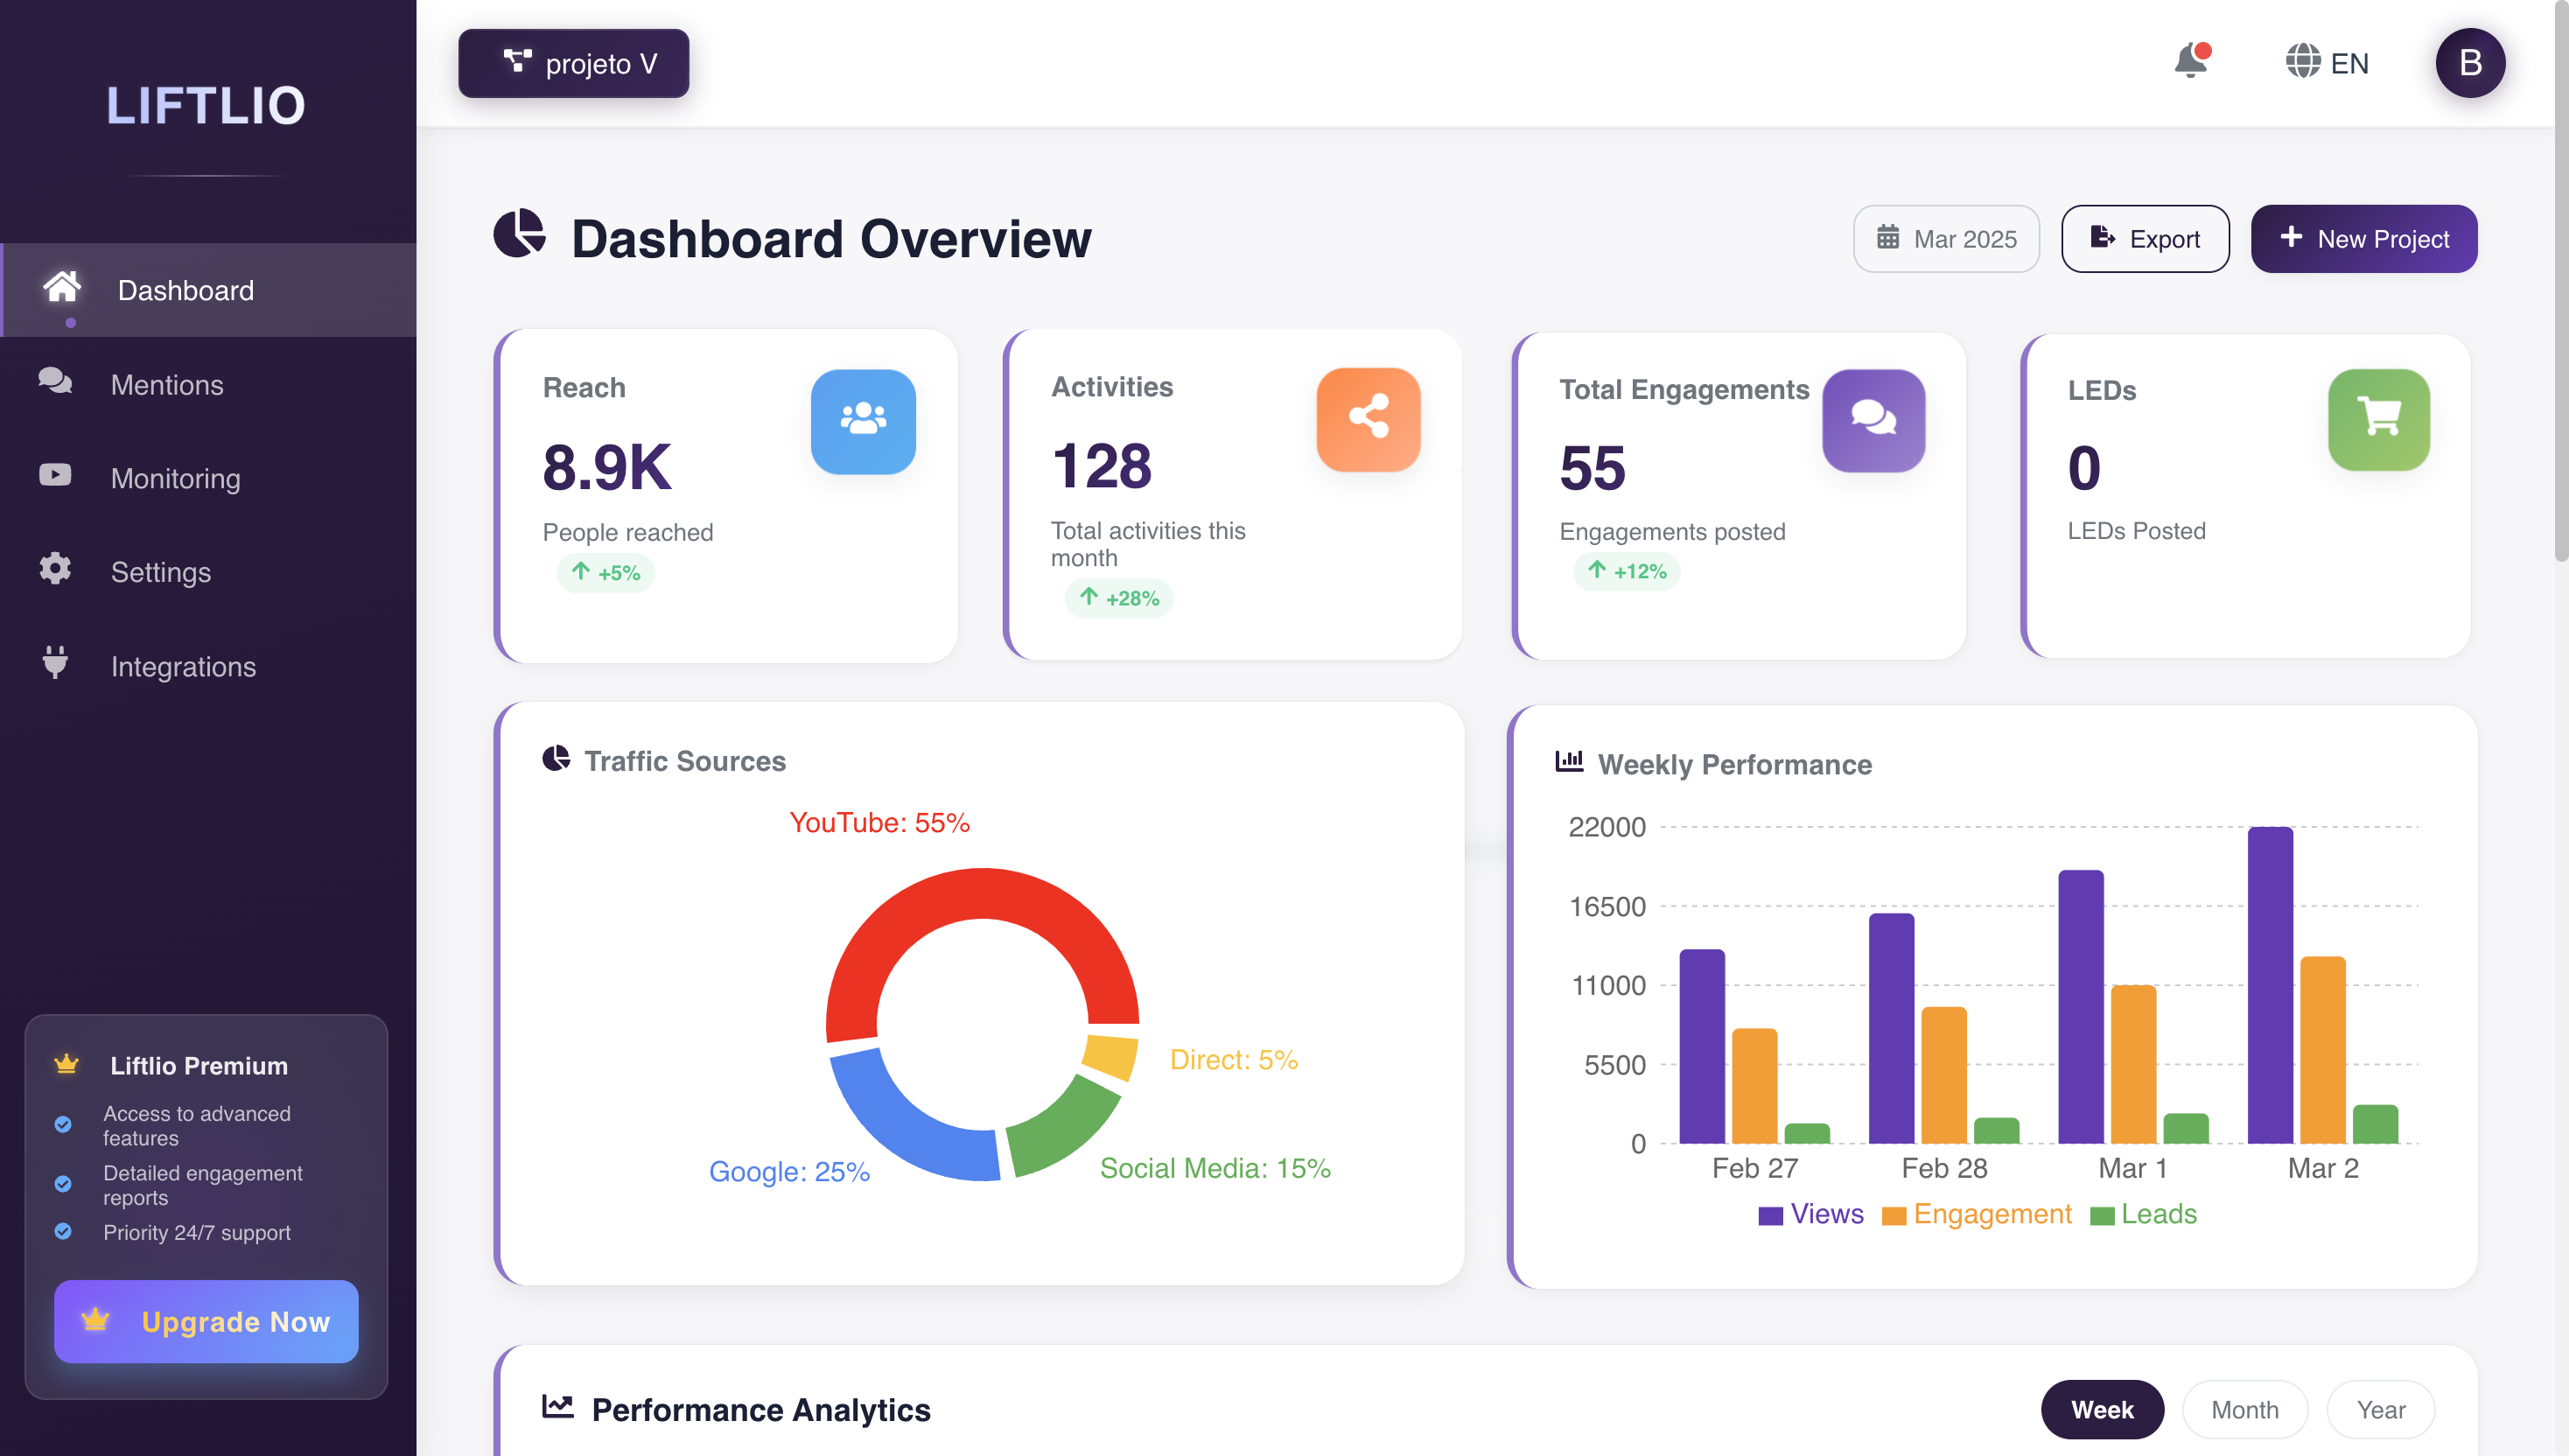 LIFTLIO
Dashboard
Mentions
Monitoring
Settings
Integrations
Liftlio Premium
Access to advanced
features
Detailed engagement
reports
Priority 24/7 support
Upgrade Now
projeto V
EN
B
Dashboard Overview
Mar 2025
Export
New Project
Reach
8.9K
People reached
+5%
Activities
128
Total activities this
month
+28%
Total Engagements
55
Engagements posted
+12%
LEDs
0
LEDs Posted
Traffic Sources
YouTube: 55%
Direct: 5%
Google: 25%
Social Media: 15%
Weekly Performance
22000
16500
11000
5500
0
Feb 27 Feb 28 Mar 1 Mar 2
Views Engagement Leads
Performance Analytics
Week Month Year